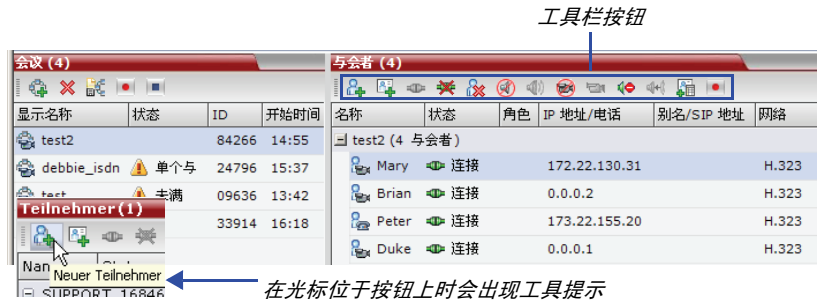 工具栏按钮
会议 (4)
与会者 (4)
显示名称 状态 ID 开始时间
名称 状态 角色 IP 地址/电话 别名/SIP 地址 网络
test2 84266 14:55
test2 (4 与会者)
debbie_isdn 单个与 24796 15:37
Mary 连接 172.22.130.31 H.323
test 未满 09636 13:42
Brian 连接 0.0.0.2 H.323
33914 16:18
Peter 连接 173.22.155.20 H.323
Duke 连接 0.0.0.1 H.323
Teilnehmer(1)
Nan
Neuer Teilnehmer
SUPPORT 16846
在光标位于按钮上时会出现工具提示